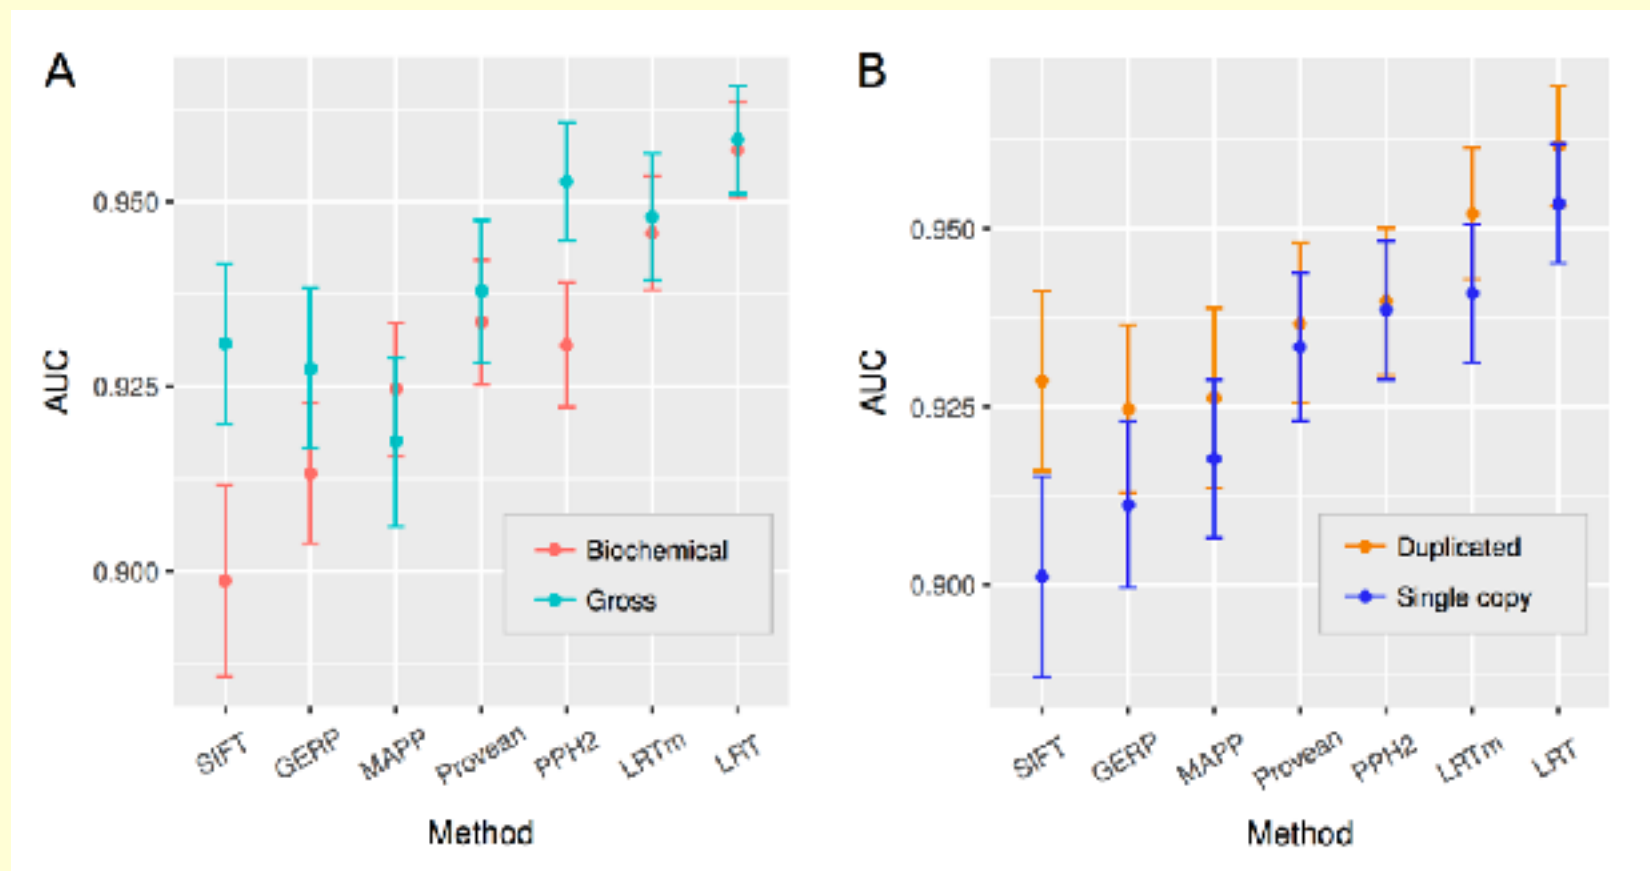 A
AUC
0.950
0.925
0.900
Biochemical
Gross
SIFT
GERP
MAPP
Provean
PPH2
LRTm
LRT
Method
B
AUC
0.950
0.925
0.900
Duplicated
Single copy
SIFT
GERP
MAPP
Provean
PPH2
LRTm
LRT
Method